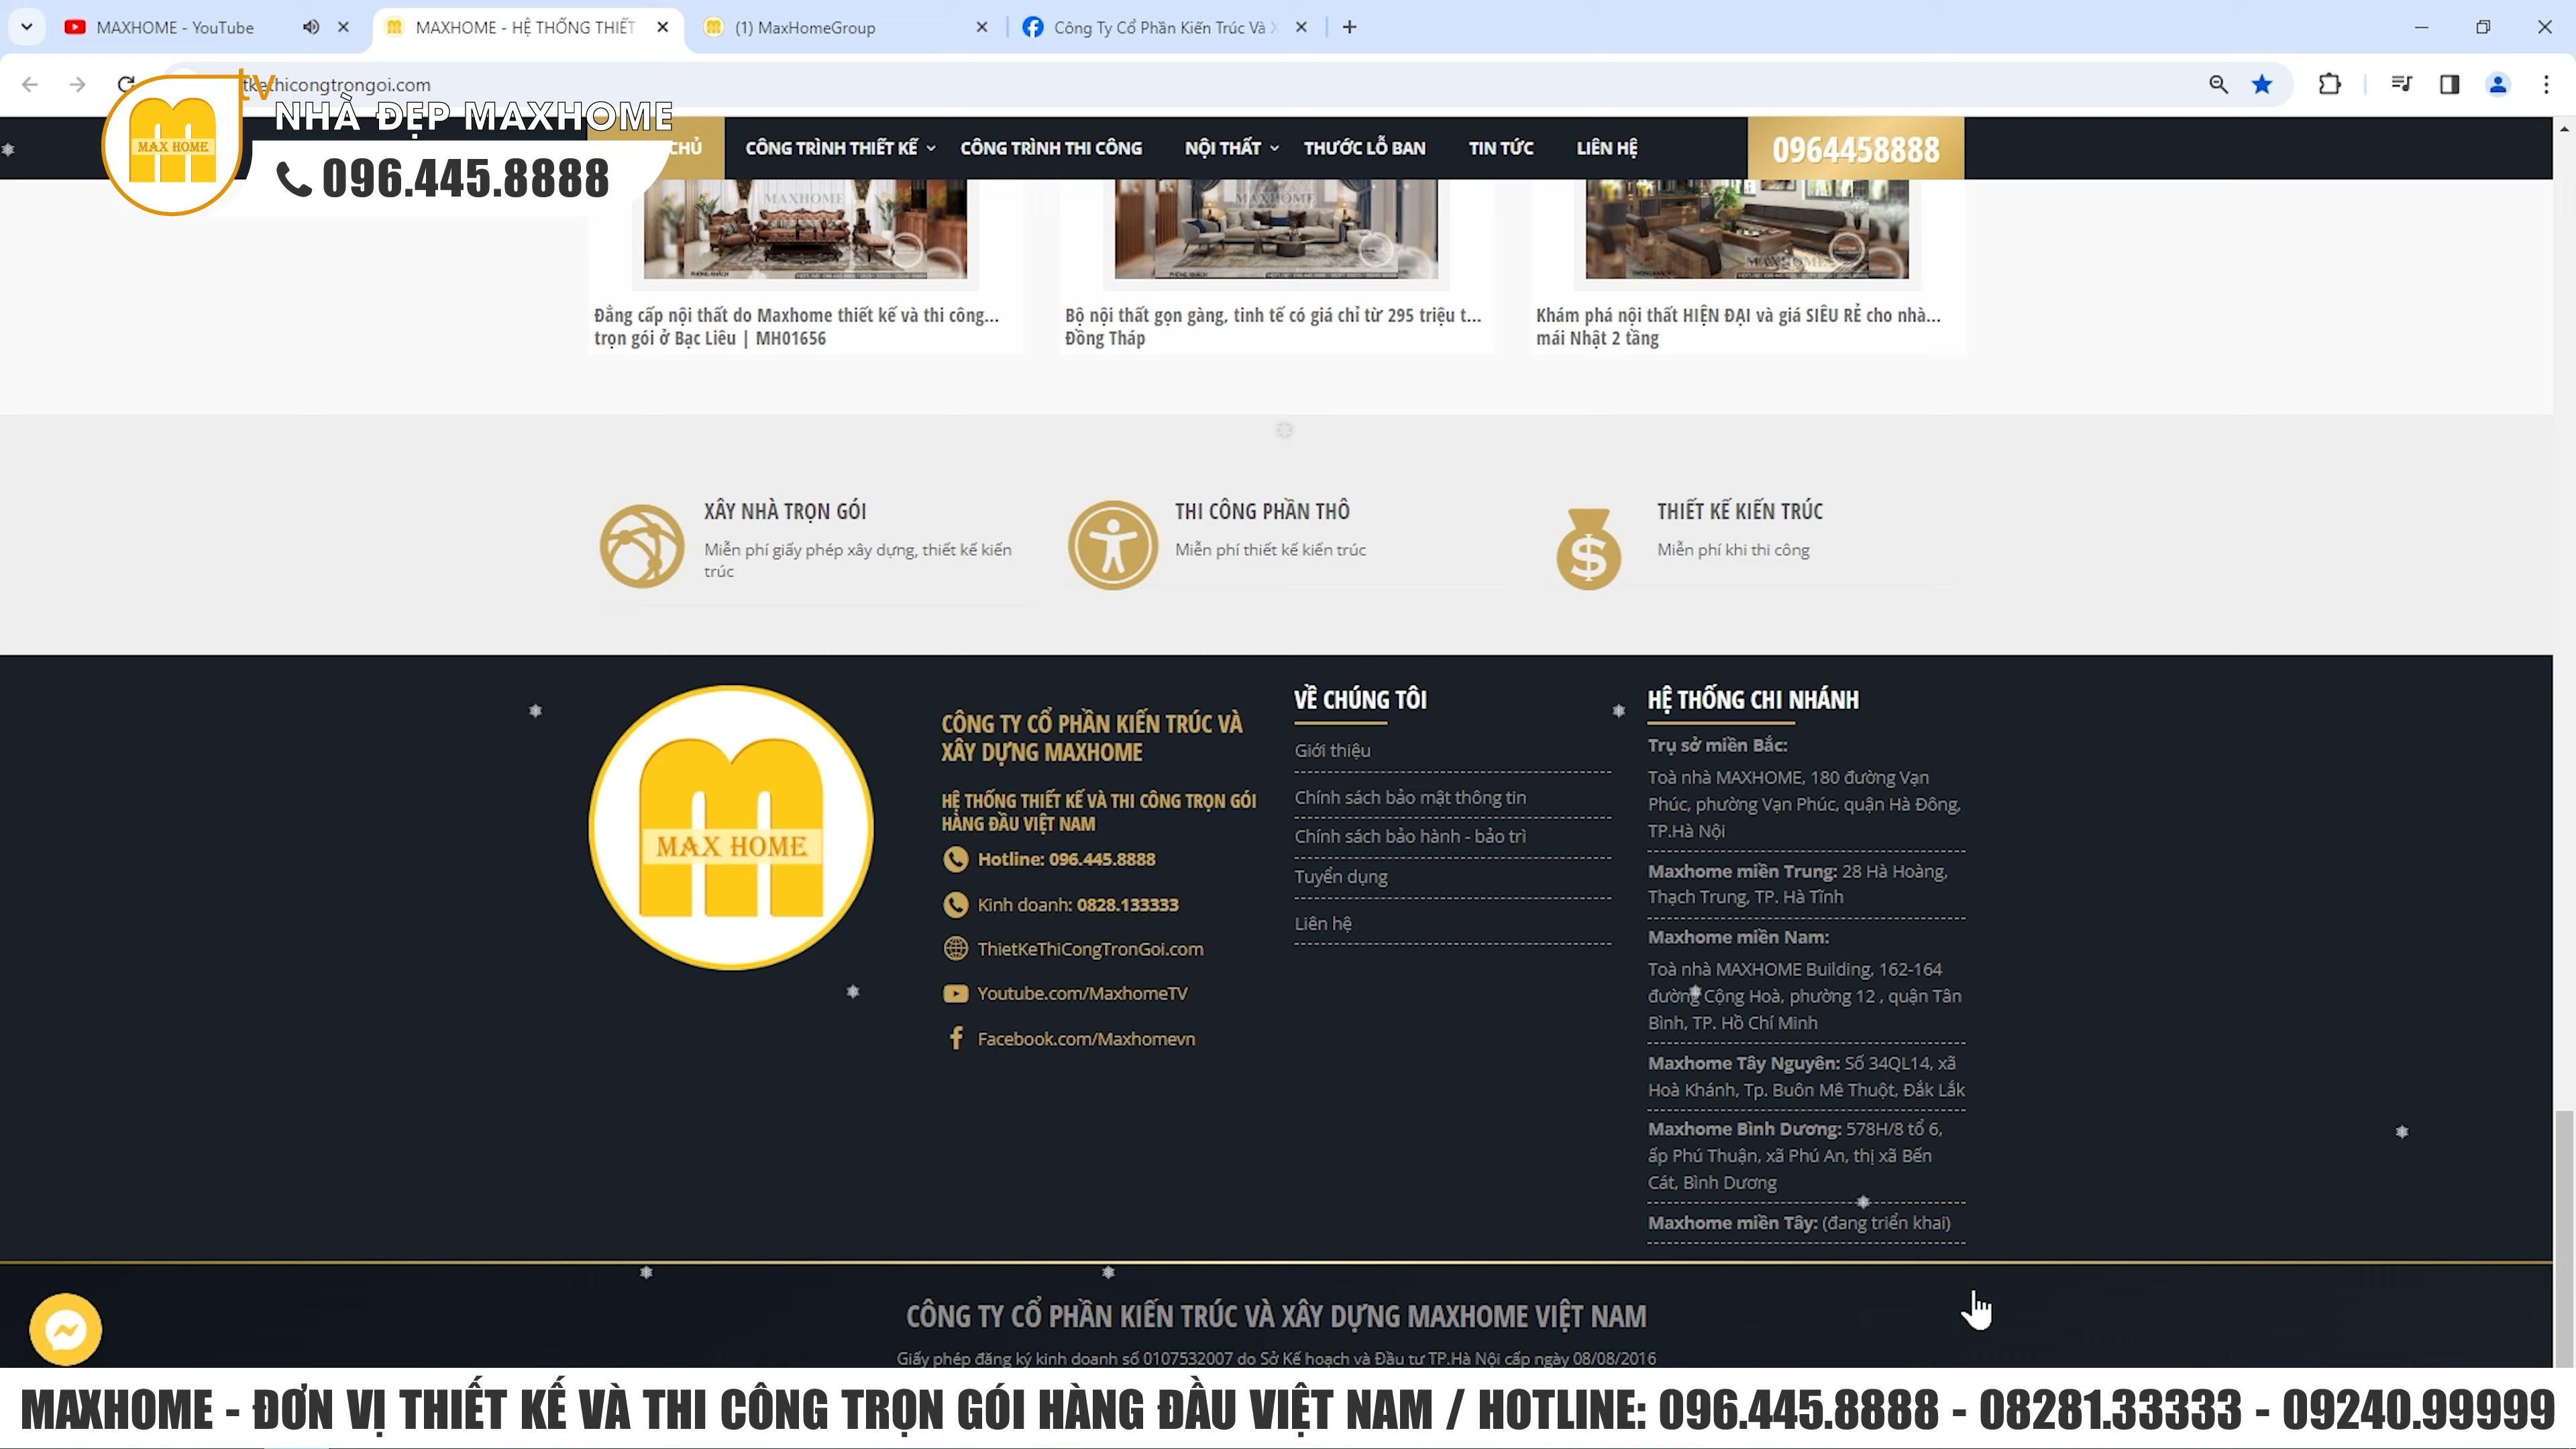 MAXHOME - YouTube
MAXHOME - HỆ THỐNG THIẾT
(1) MaxHomeGroup
Công Ty Cổ Phần Kiến Trúc Và X
kethicongtrongoi.com
tv
NHÀ ĐẸP MAXHOME
MAX HOME
096.445.8888
CHỦ
CÔNG TRÌNH THIẾT KẾ
CÔNG TRÌNH THI CÔNG
NỘI THẤT
THƯỚC LỖ BAN
TIN TỨC
LIÊN HỆ
0964458888
MAXHOME
MAXHOME
MAXHOME
Đẳng cấp nội thất do Maxhome thiết kế và thi công...
trọn gói ở Bạc Liêu | MH01656
Bộ nội thất gọn gàng, tinh tế có giá chỉ từ 295 triệu t...
Đồng Tháp
Khám phá nội thất HIỆN ĐẠI và giá SIÊU RẺ cho nhà...
mái Nhật 2 tầng
XÂY NHÀ TRỌN GÓI
Miễn phí giấy phép xây dựng, thiết kế kiến
trúc
THI CÔNG PHẦN THÔ
Miễn phí thiết kế kiến trúc
THIẾT KẾ KIẾN TRÚC
Miễn phí khi thi công
MAX HOME
CÔNG TY CỔ PHẦN KIẾN TRÚC VÀ
XÂY DỰNG MAXHOME
HỆ THỐNG THIẾT KẾ VÀ THI CÔNG TRỌN GÓI
HÀNG ĐẦU VIỆT NAM
Hotline: 096.445.8888
Kinh doanh: 0828.133333
ThietKeThiCongTronGoi.com
Youtube.com/MaxhomeTV
Facebook.com/Maxhomevn
VỀ CHÚNG TÔI
Giới thiệu
Chính sách bảo mật thông tin
Chính sách bảo hành - bảo trì
Tuyển dụng
Liên hệ
HỆ THỐNG CHI NHÁNH
Trụ sở miền Bắc:
Toà nhà MAXHOME, 180 đường Vạn
Phúc, phường Vạn Phúc, quận Hà Đông,
TP.Hà Nội
Maxhome miền Trung: 28 Hà Hoàng,
Thạch Trung, TP. Hà Tĩnh
Maxhome miền Nam:
Toà nhà MAXHOME Building, 162-164
đường Cộng Hoà, phường 12 , quận Tân
Bình, TP. Hồ Chí Minh
Maxhome Tây Nguyên: Số 34QL14, xã
Hoà Khánh, Tp. Buôn Mê Thuột, Đắk Lắk
Maxhome Bình Dương: 578H/8 tổ 6,
ấp Phú Thuận, xã Phú An, thị xã Bến
Cát, Bình Dương
Maxhome miền Tây: (đang triển khai)
CÔNG TY CỔ PHẦN KIẾN TRÚC VÀ XÂY DỰNG MAXHOME VIỆT NAM
Giấy phép đăng ký kinh doanh số 0107532007 do Sở Kế hoạch và Đầu tư TP.Hà Nội cấp ngày 08/08/2016
MAXHOME - ĐƠN VỊ THIẾT KẾ VÀ THI CÔNG TRỌN GÓI HÀNG ĐẦU VIỆT NAM / HOTLINE: 096.445.8888 - 08281.33333 - 09240.99999